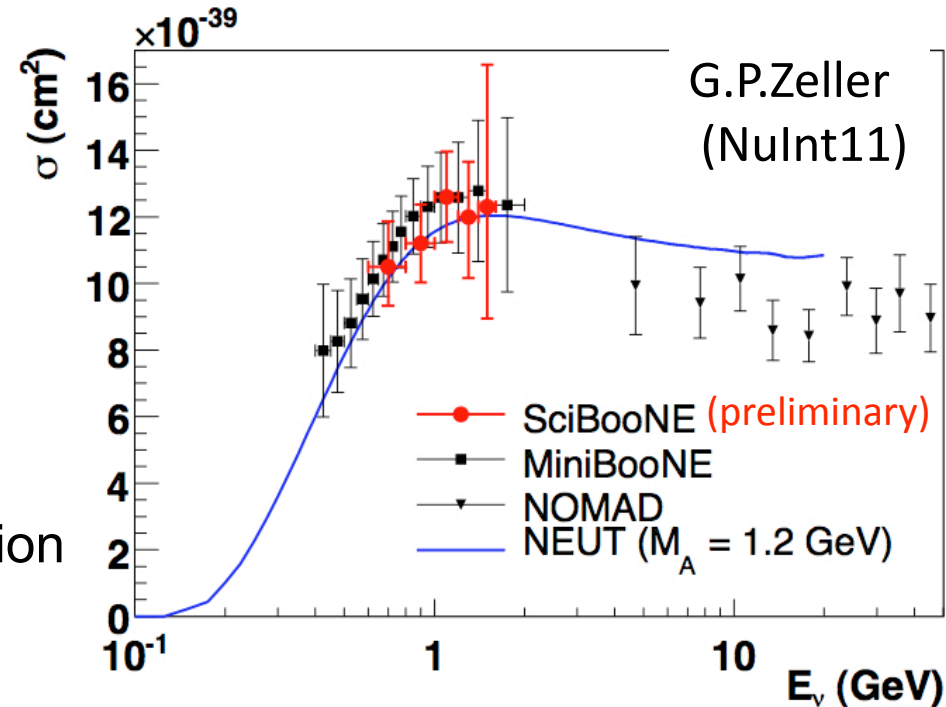 ×10⁻³⁹
σ (cm²)
G.P.Zeller
(NuInt11)
16
14
12
10
8
6
4
2
0
SciBooNE (preliminary)
MiniBooNE
NOMAD
NEUT (M_A = 1.2 GeV)
ion
10⁻¹
1
10
E_ν (GeV)